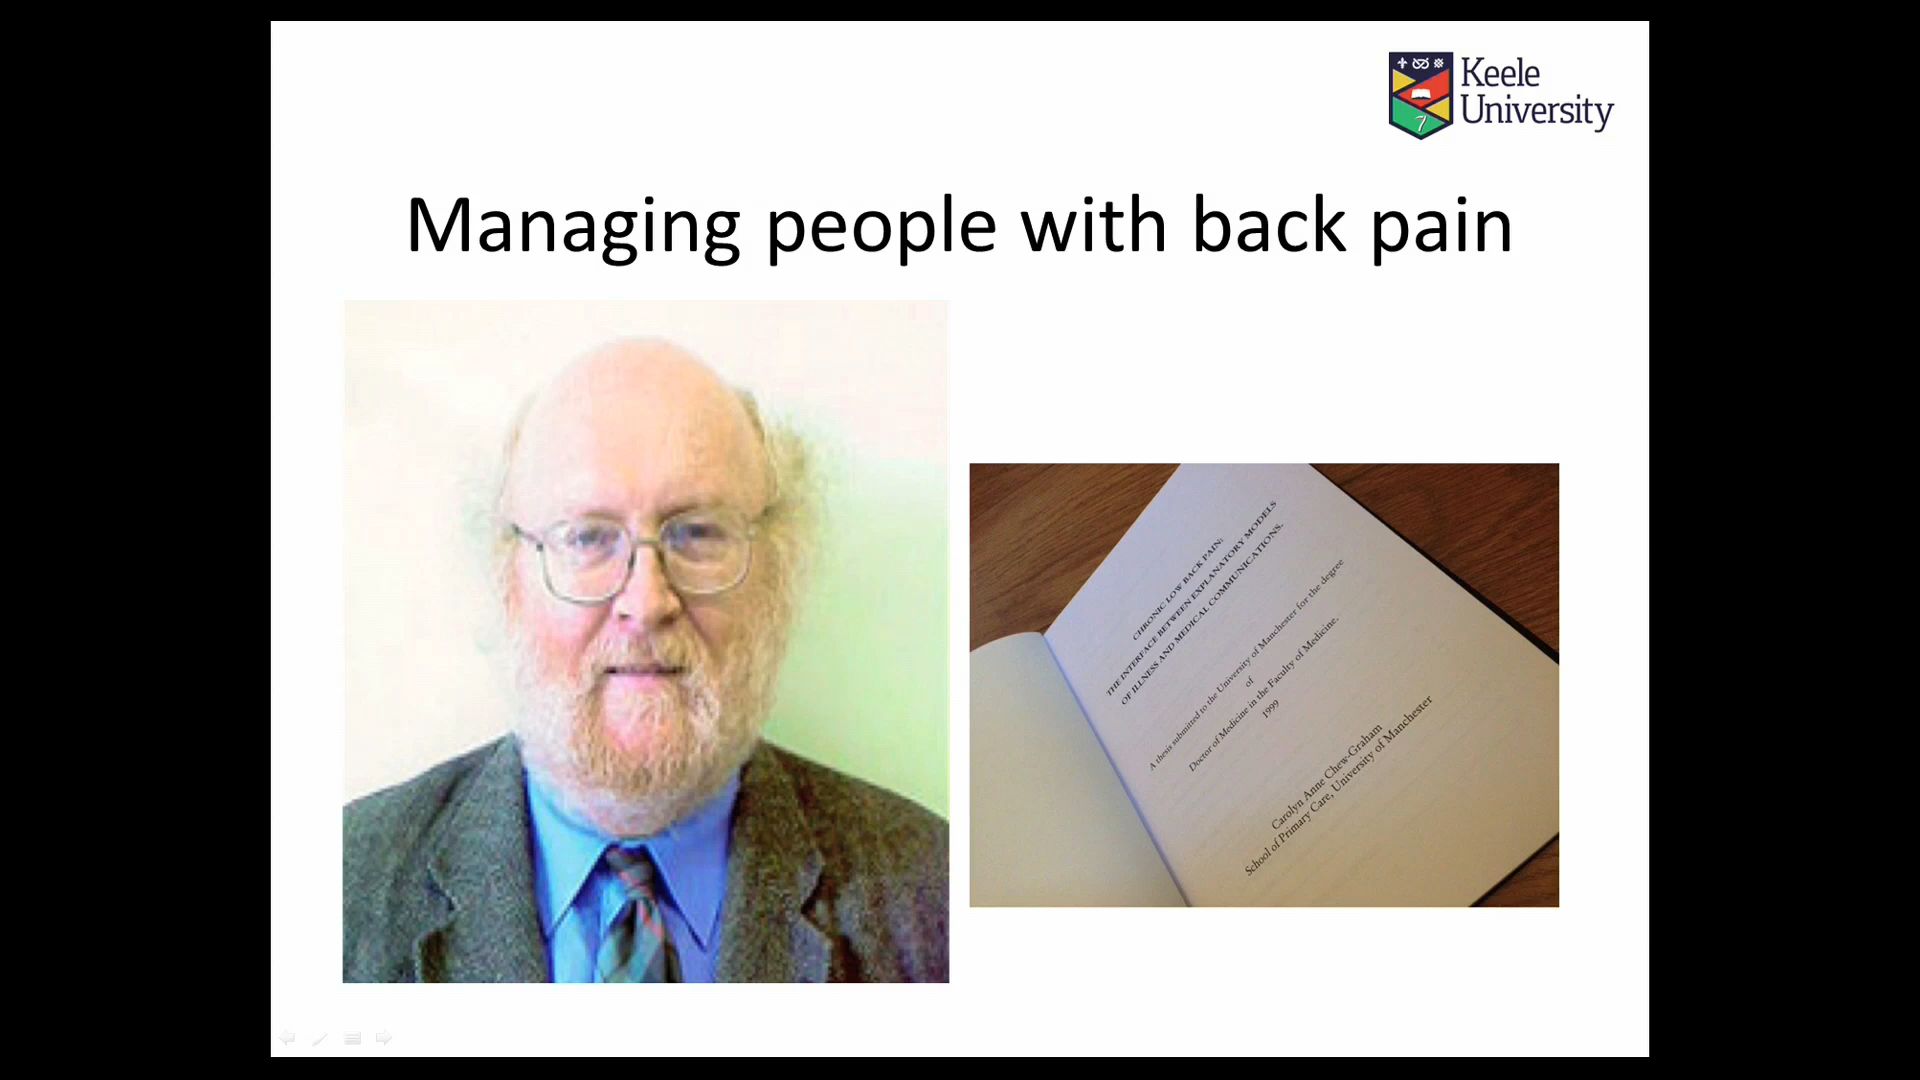 Keele
University
Managing people with back pain
CHRONIC LOW BACK PAIN:
THE INTERFACE BETWEEN EXPLANATORY MODELS
OF ILLNESS AND MEDICAL COMMUNICATIONS.
A thesis submitted to the University of Manchester for the degree
of
Doctor of Medicine in the Faculty of Medicine.
1999
Carolyn Anne Chew-Graham
School of Primary Care, University of Manchester